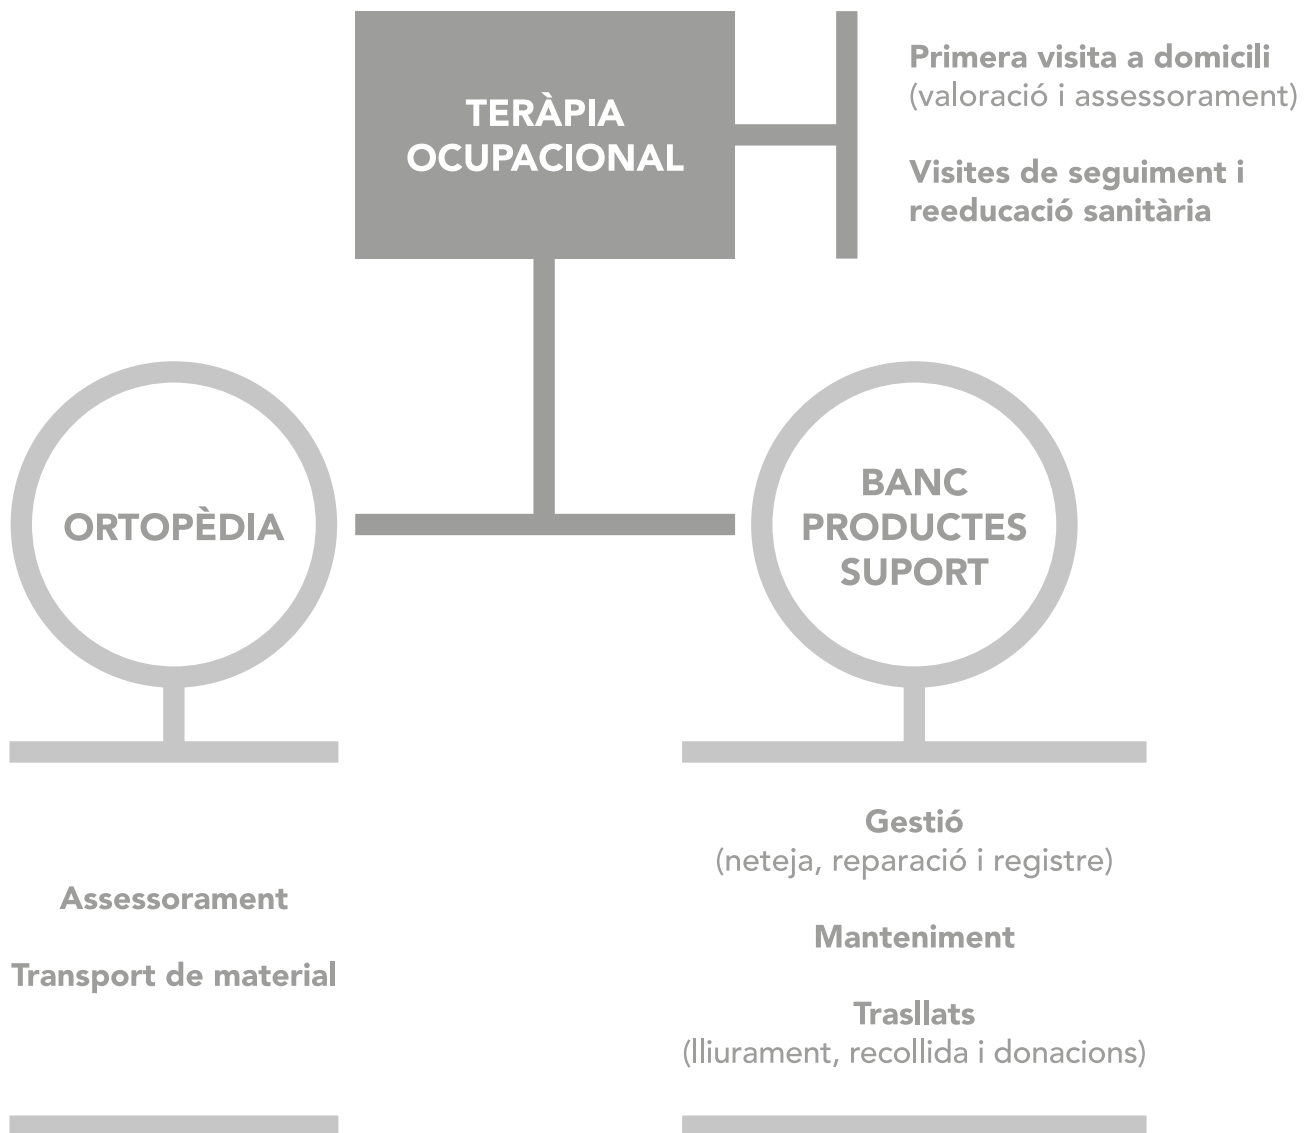 TERÀPIA
OCUPACIONAL
Primera visita a domicili
(valoració i assessorament)
Visites de seguiment i
reeducació sanitària
ORTOPÈDIA
BANC
PRODUCTES
SUPORT
Assessorament
Transport de material
Gestió
(neteja, reparació i registre)
Manteniment
Trasllats
(lliurament, recollida i donacions)